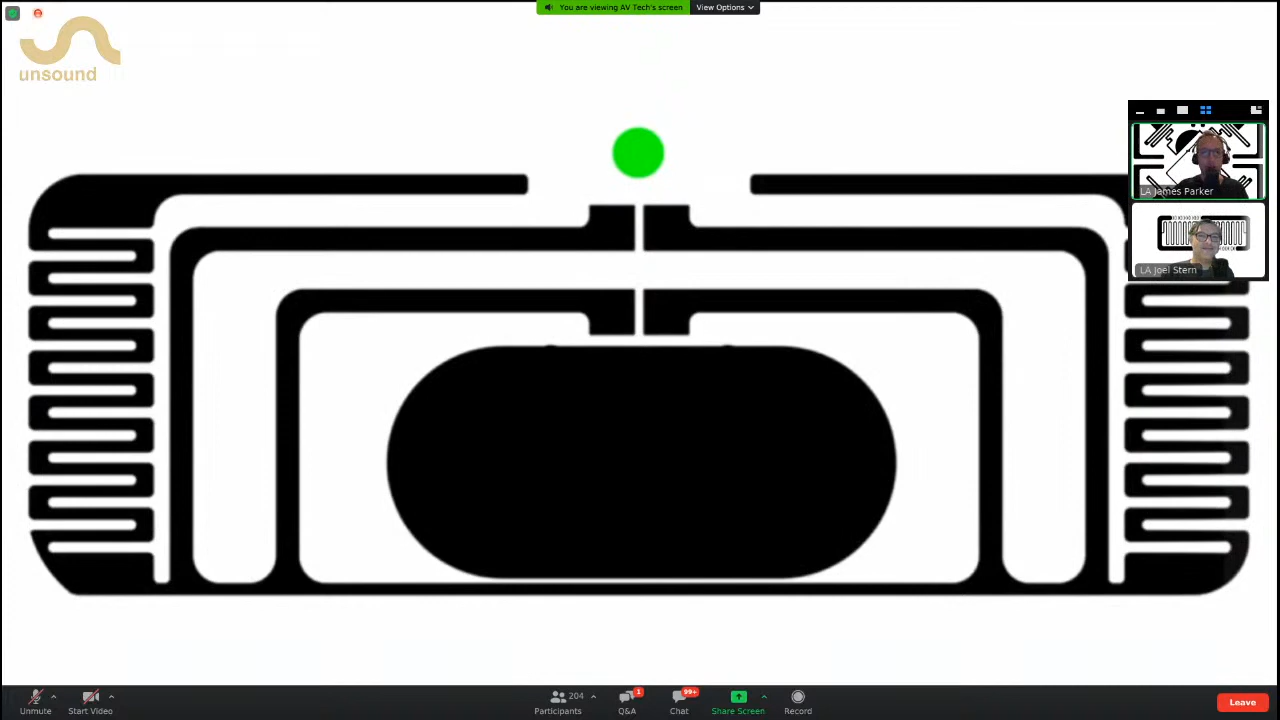 You are viewing AV Tech's screen
View Options
unsound
LA James Parker
LA Joel Stern
Unmute
Start Video
204
Participants
1
Q&A
99+
Chat
Share Screen
Record
Leave